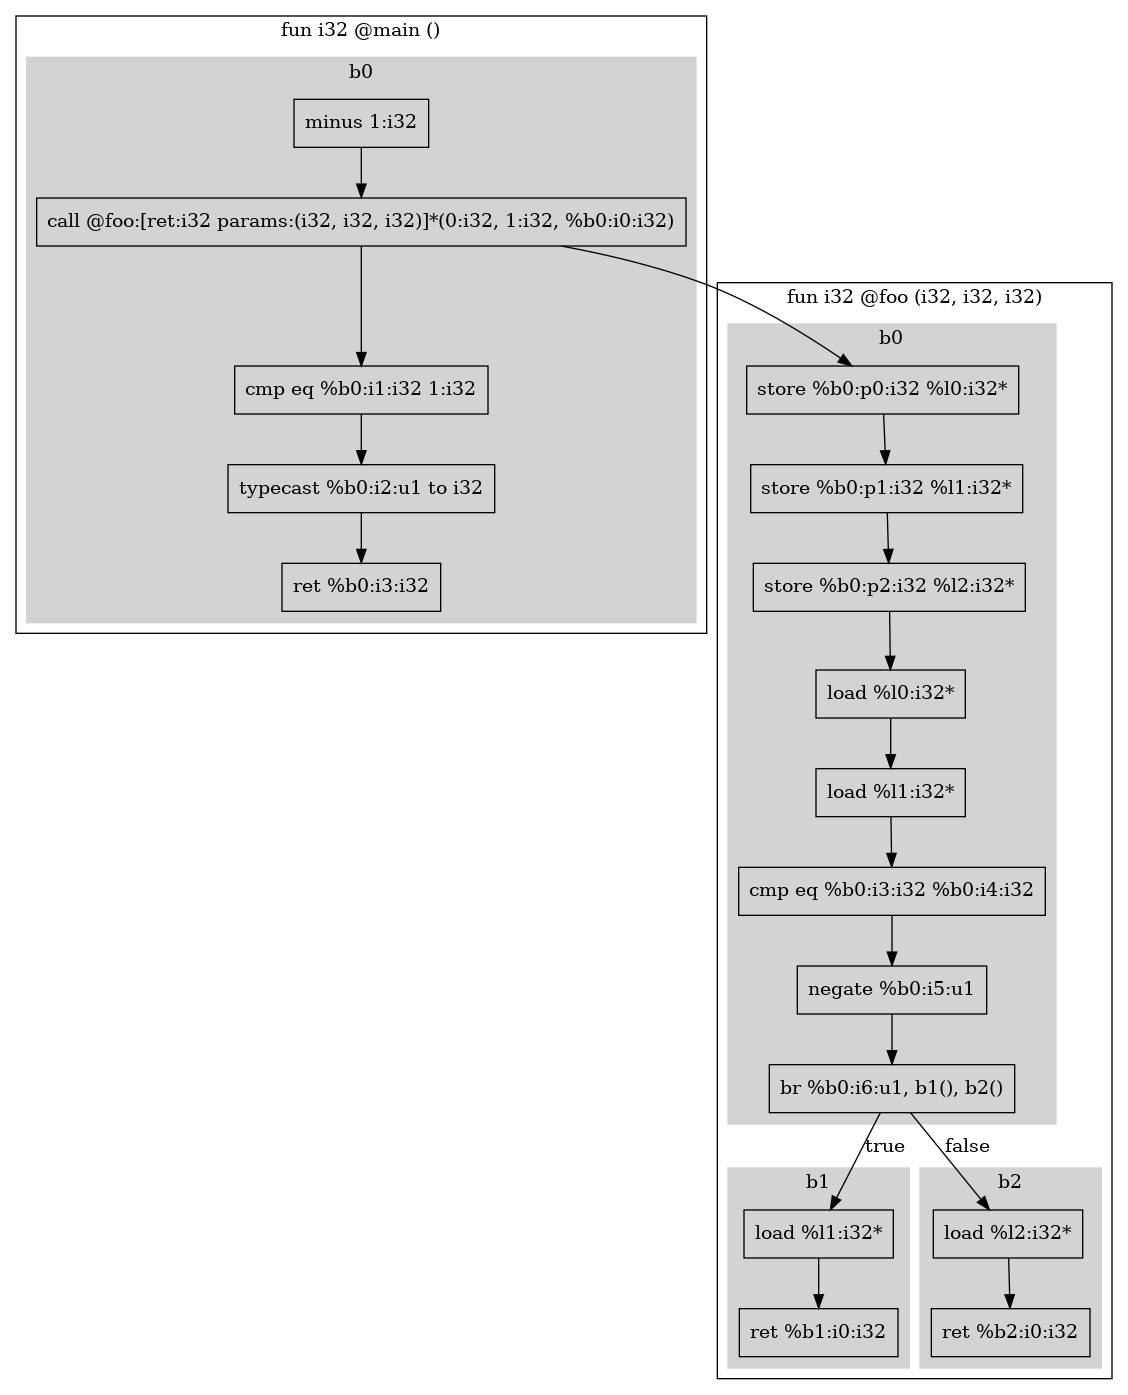 fun i32 @main ()
b0
minus 1:i32
call @foo:[ret:i32 params:(i32, i32, i32)]*(0:i32, 1:i32, %b0:i0:i32)
cmp eq %b0:i1:i32 1:i32
typecast %b0:i2:u1 to i32
ret %b0:i3:i32
fun i32 @foo (i32, i32, i32)
b0
store %b0:p0:i32 %l0:i32*
store %b0:p1:i32 %l1:i32*
store %b0:p2:i32 %l2:i32*
load %l0:i32*
load %l1:i32*
cmp eq %b0:i3:i32 %b0:i4:i32
negate %b0:i5:u1
br %b0:i6:u1, b1(), b2()
true
false
b1
load %l1:i32*
ret %b1:i0:i32
b2
load %l2:i32*
ret %b2:i0:i32